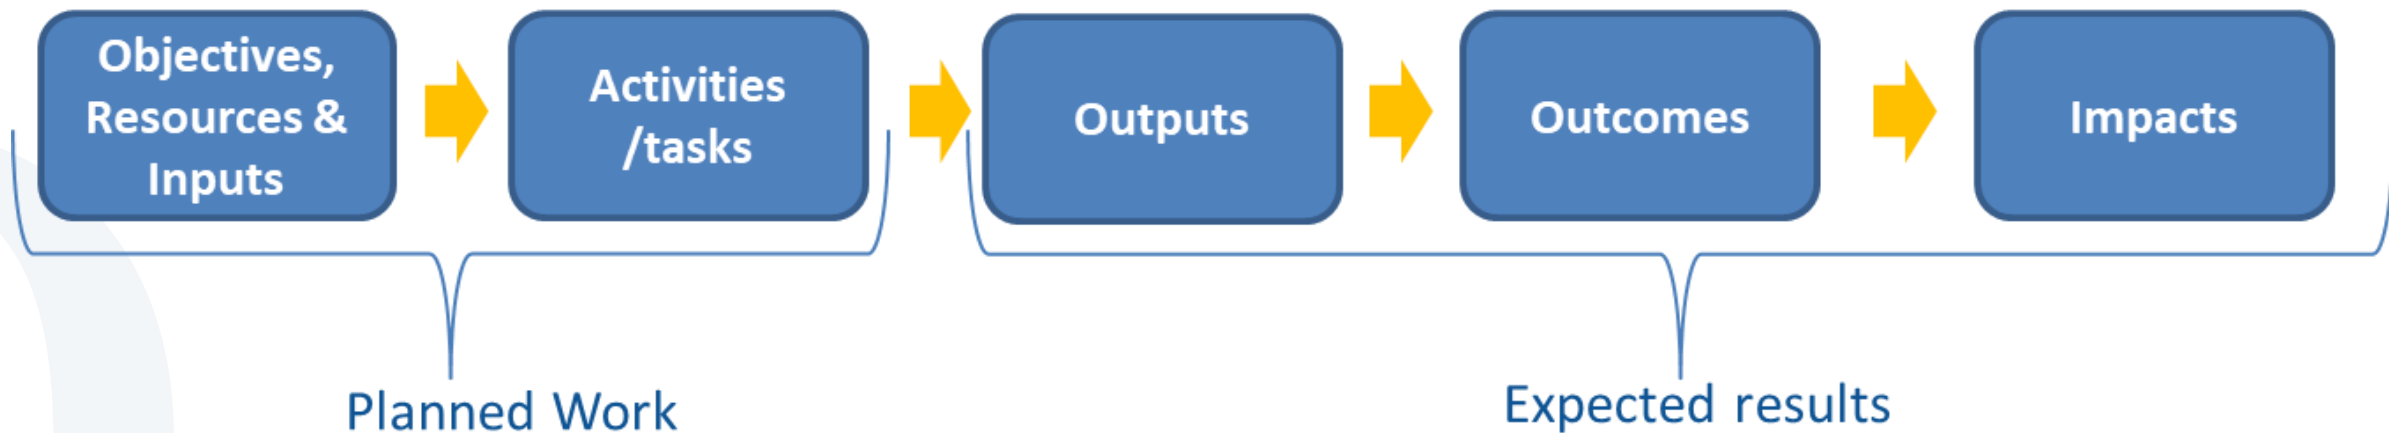 Objectives,
Resources &
Inputs
Activities
/tasks
Outputs
Outcomes
Impacts
Planned Work
Expected results